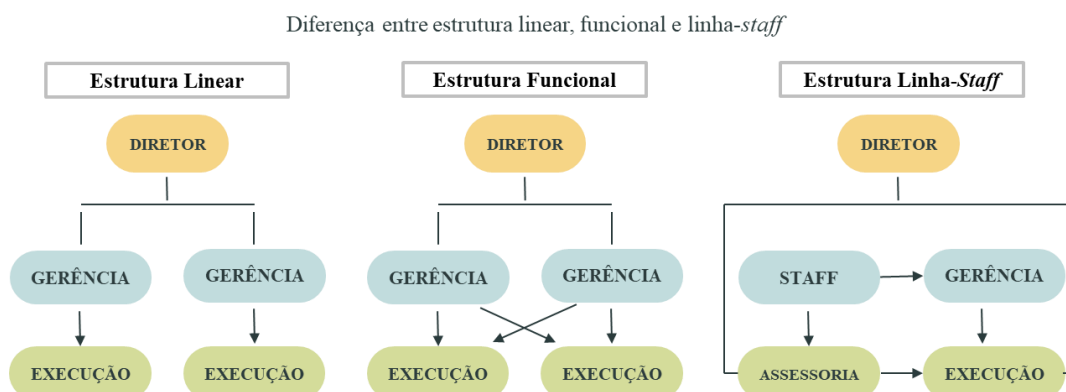 Diferença entre estrutura linear, funcional e linha-staff
Estrutura Linear
Estrutura Funcional
Estrutura Linha-Staff
DIRETOR
DIRETOR
DIRETOR
GERÊNCIA
GERÊNCIA
GERÊNCIA
GERÊNCIA
STAFF
GERÊNCIA
EXECUÇÃO
EXECUÇÃO
EXECUÇÃO
EXECUÇÃO
ASSESSORIA
EXECUÇÃO